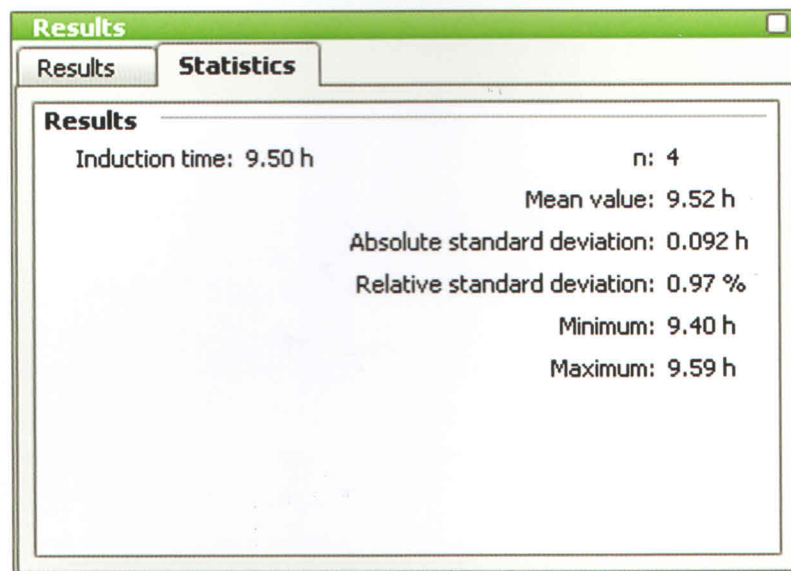 Results
Results Statistics
Results
Induction time: 9.50 h n: 4
Mean value: 9.52 h
Absolute standard deviation: 0.092 h
Relative standard deviation: 0.97 %
Minimum: 9.40 h
Maximum: 9.59 h